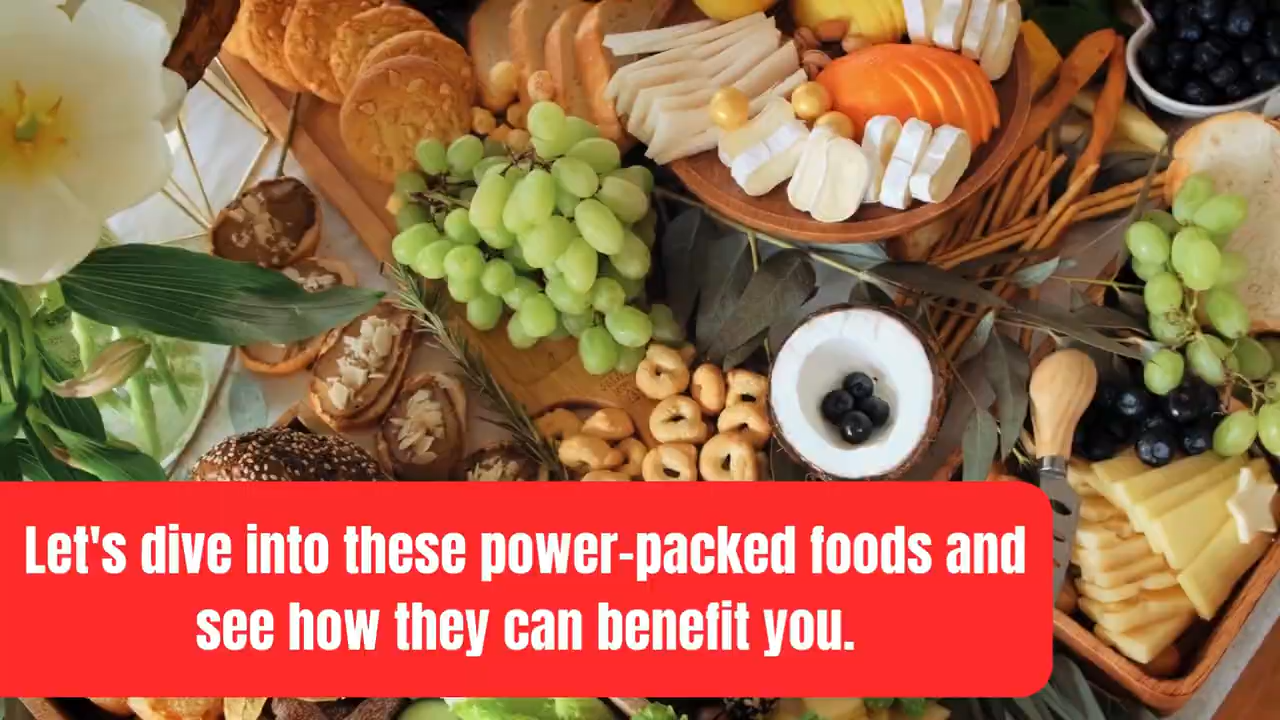 Let's dive into these power-packed foods and
see how they can benefit you.